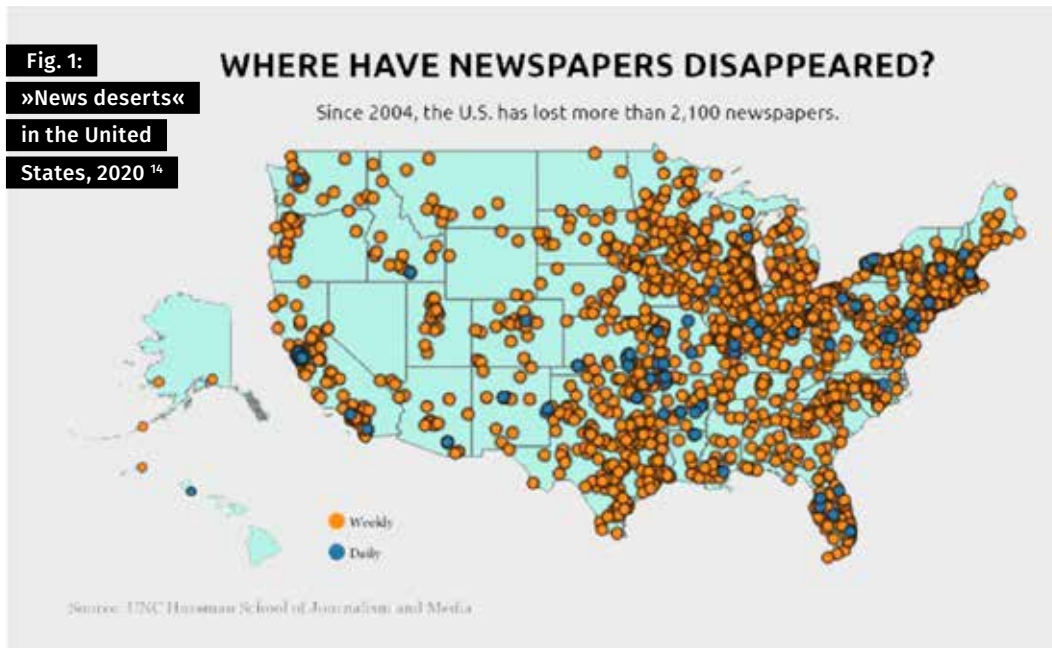 Fig. 1:
»News deserts«
in the United
States, 2020 14
WHERE HAVE NEWSPAPERS DISAPPEARED?
Since 2004, the U.S. has lost more than 2,100 newspapers.
Weekly
Daily
Source: UNC Hussman School of Journalism and Media